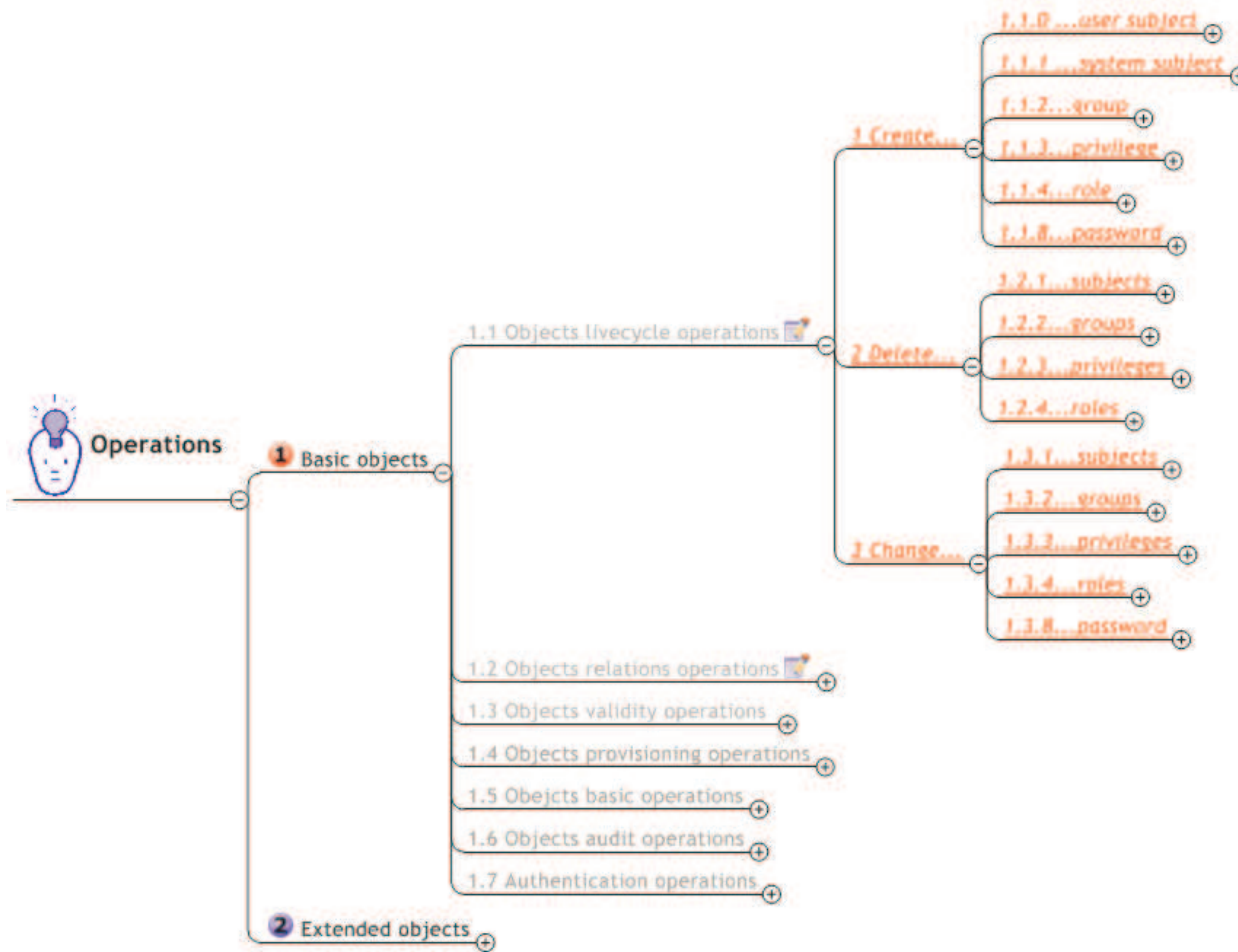 Operations
1 Basic objects
1.1 Objects livecycle operations
1 Create...
1.1.0 ...user subject
1.1.1 ...system subject
1.1.2...group
1.1.3...privilege
1.1.4...role
1.1.8...password
2 Delete...
1.2.1...subjects
1.2.2...groups
1.2.3...privileges
1.2.4...roles
3 Change...
1.3.1...subjects
1.3.2...groups
1.3.3...privileges
1.3.4...roles
1.3.8...password
1.2 Objects relations operations
1.3 Objects validity operations
1.4 Objects provisioning operations
1.5 Obejcts basic operations
1.6 Objects audit operations
1.7 Authentication operations
2 Extended objects